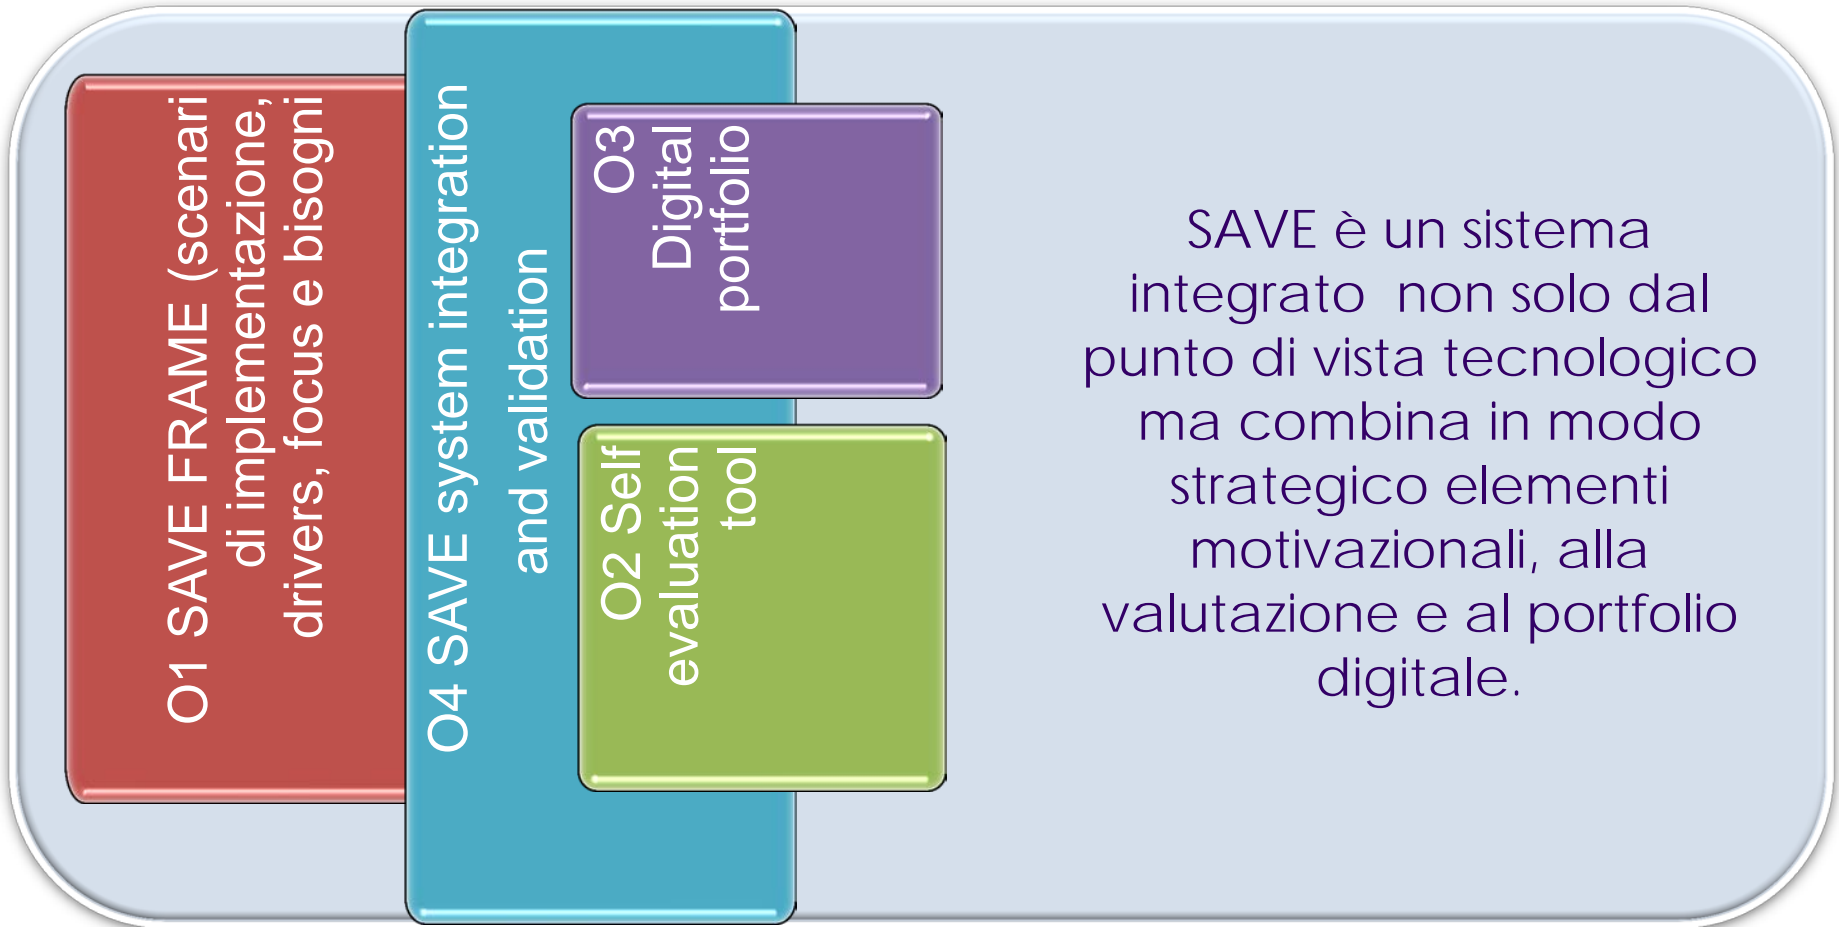 O1 SAVE FRAME (scenari
di implementazione,
drivers, focus e bisogni
O4 SAVE system integration
and validation
O3
Digital
portfolio
O2 Self
evaluation
tool
SAVE è un sistema
integrato non solo dal
punto di vista tecnologico
ma combina in modo
strategico elementi
motivazionali, alla
valutazione e al portfolio
digitale.